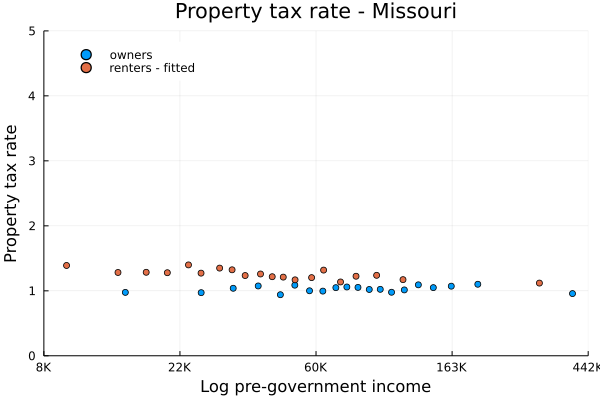 Property tax rate - Missouri
owners
renters - fitted
Property tax rate
5
4
3
2
1
0
8K 22K 60K 163K 442K
Log pre-government income